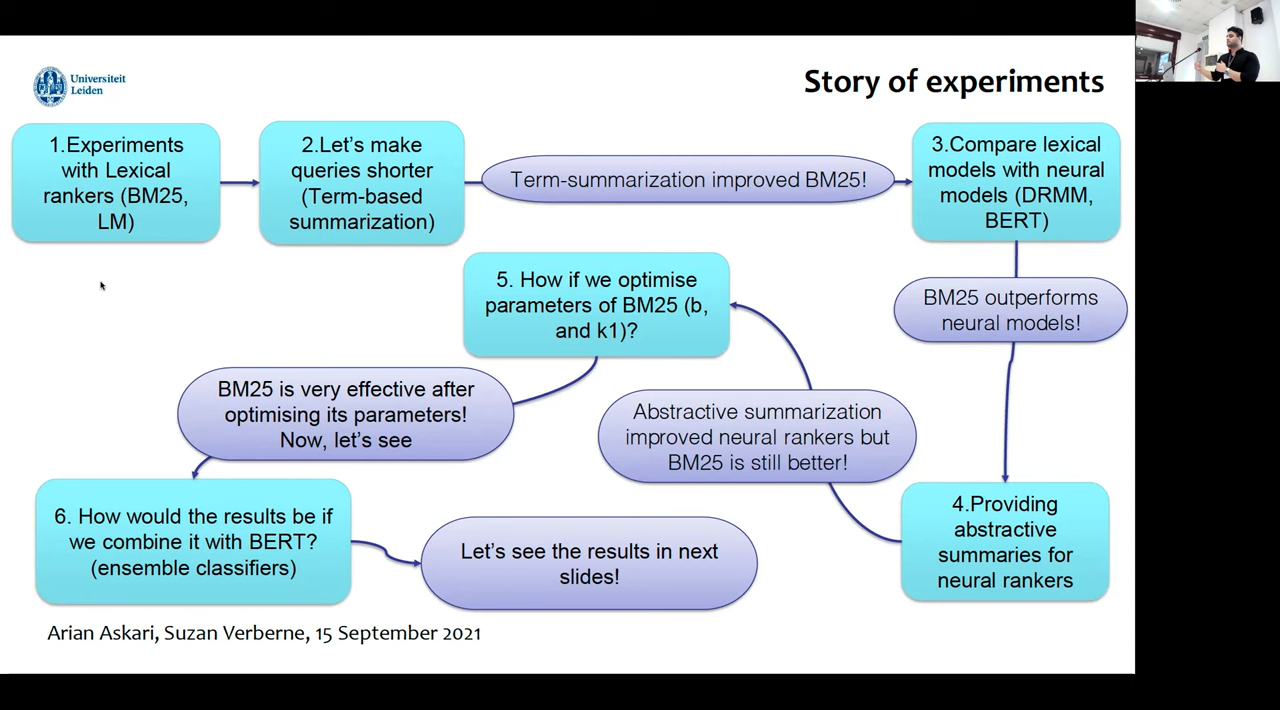 Universiteit
Leiden
Story of experiments
1.Experiments
with Lexical
rankers (BM25,
LM)
2.Let's make
queries shorter
(Term-based
summarization)
Term-summarization improved BM25!
3.Compare lexical
models with neural
models (DRMM,
BERT)
BM25 outperforms
neural models!
4.Providing
abstractive
summaries for
neural rankers
Abstractive summarization
improved neural rankers but
BM25 is still better!
5. How if we optimise
parameters of BM25 (b,
and k1)?
BM25 is very effective after
optimising its parameters!
Now, let's see
6. How would the results be if
we combine it with BERT?
(ensemble classifiers)
Let's see the results in next
slides!
Arian Askari, Suzan Verberne, 15 September 2021